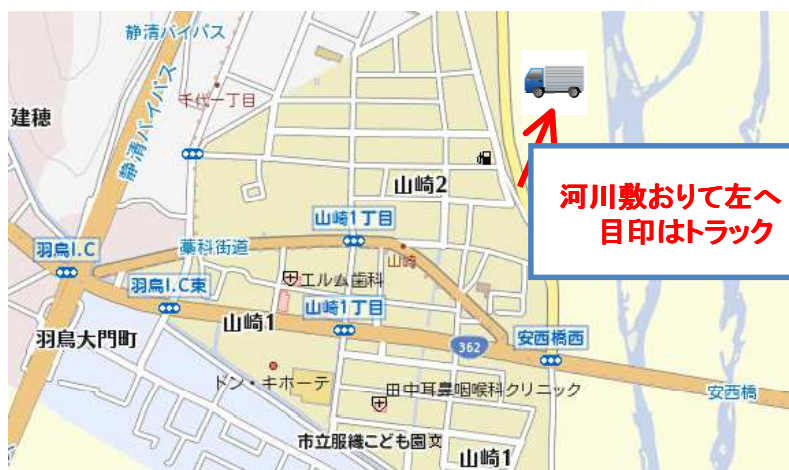 静清バイパス
千代一丁目
建穂
静清バイパス
山崎2
河川敷おりて左へ
目印はトラック
山崎1丁目
羽鳥I.C
藁科街道
山崎
エルム歯科
羽鳥I.C東
山崎1
山崎1丁目
羽鳥大門町
362
安西橋西
ドン・キホーテ
田中耳鼻咽喉科クリニック
安西橋
市立服織こども園
文
山崎1